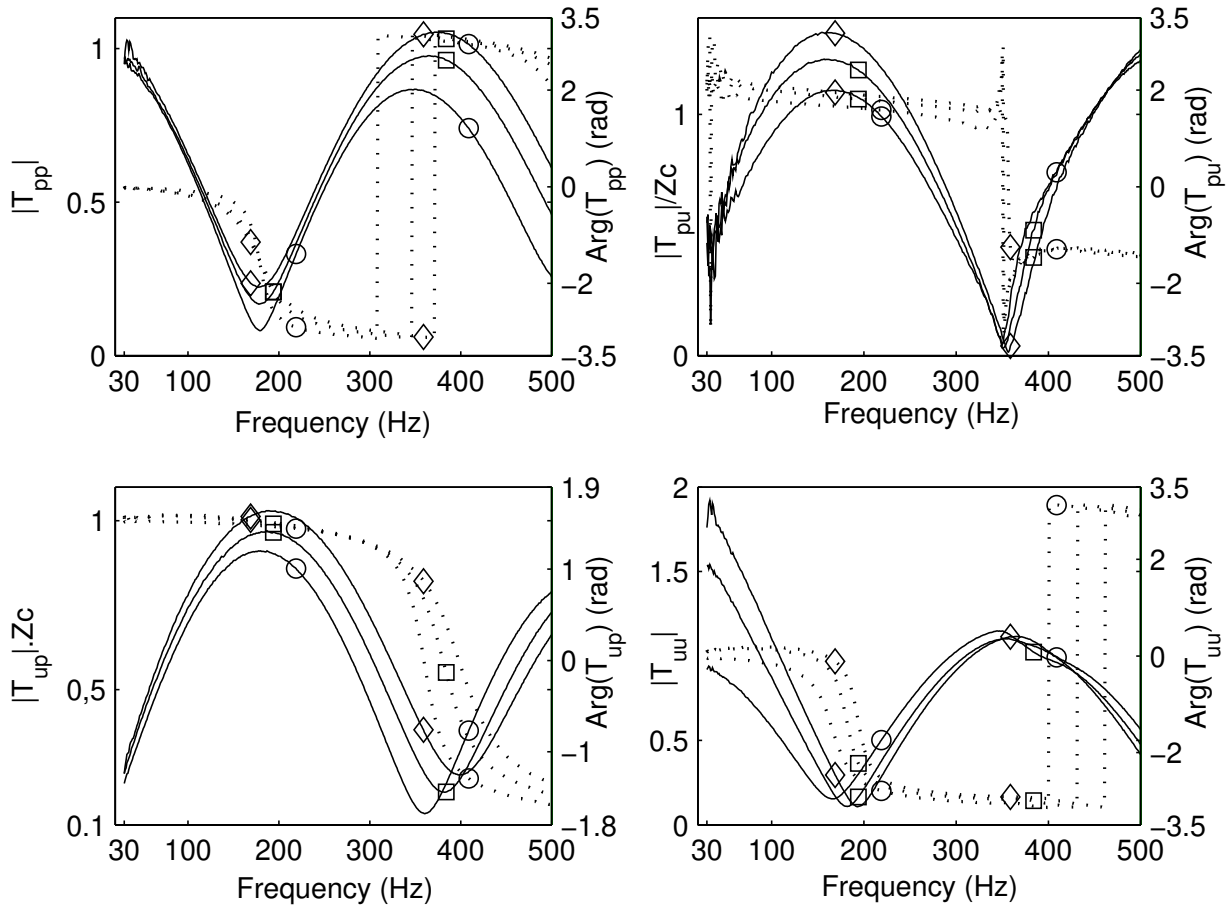 1
0.5
0
|T_pp|
3.5
2
0
−2
−3.5
Arg(T_pp) (rad)
30 100 200 300 400 500
Frequency (Hz)
1
0
|T_pu|/Zc
3.5
2
0
−2
−3.5
Arg(T_pu) (rad)
30 100 200 300 400 500
Frequency (Hz)
1
0,5
0.1
|T_up|.Zc
1.9
1
0
−1
−1.8
Arg(T_up) (rad)
30 100 200 300 400 500
Frequency (Hz)
2
1.5
1
0.5
0
|T_uu|
3.5
2
0
−2
−3.5
Arg(T_uu) (rad)
30 100 200 300 400 500
Frequency (Hz)